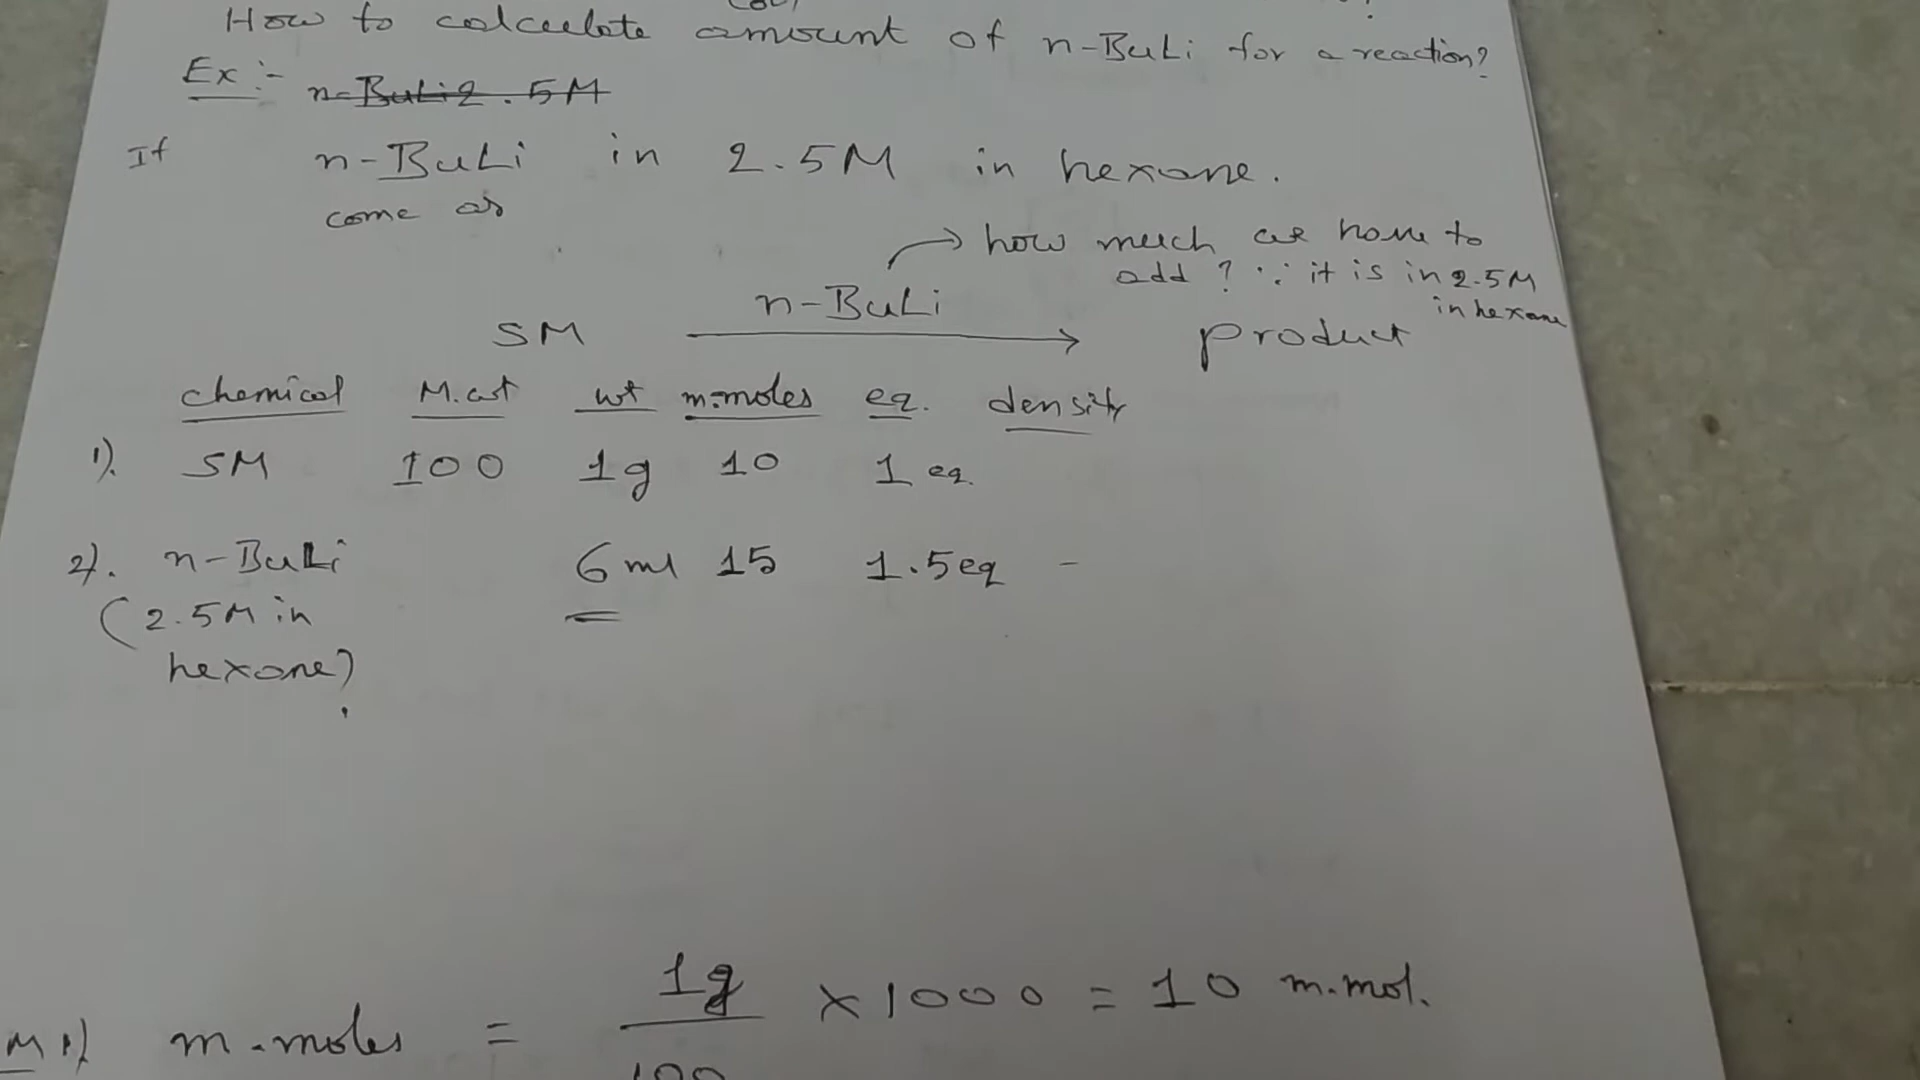 How to calculate amount of n-BuLi for a reaction?
Ex:- n-BuLi 2.5M
If n-BuLi in 2.5M in hexane.
come as
how much we have to
add? ∵ it is in 2.5M
in hexane
n-BuLi
SM → product
chemical M.wt wt m.moles eq. density
1). SM 100 1g 10 1 eq.
2). n-BuLi 6 ml 15 1.5eq -
(2.5M in
hexane)
1g
M 1) m.moles = ― × 1000 = 10 m.mol.
100